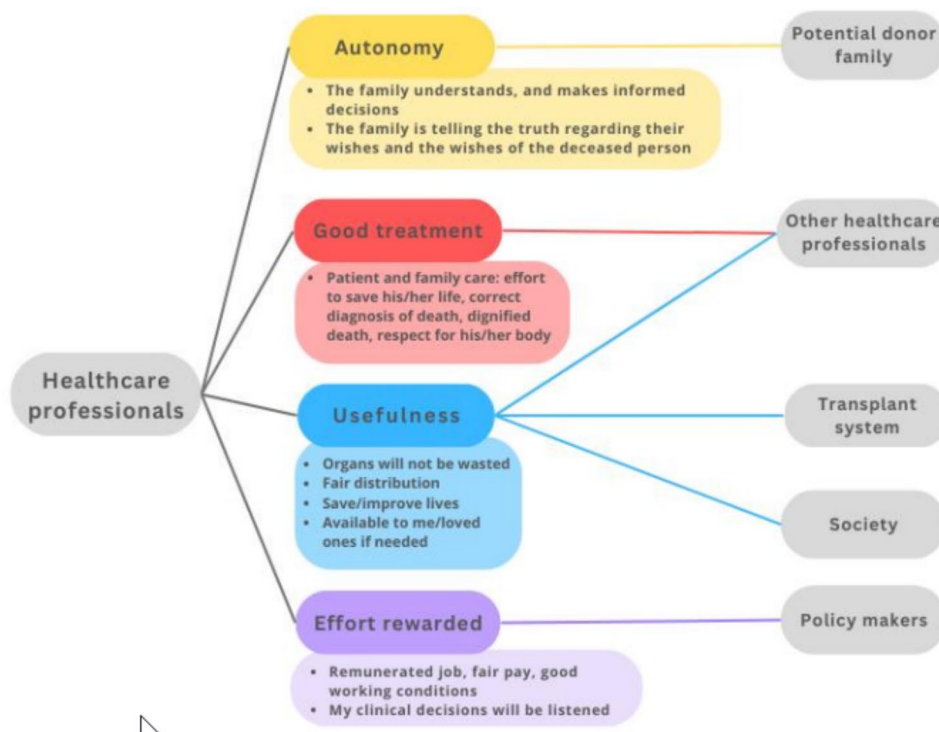 Autonomy
Potential donor
family
• The family understands, and makes informed
decisions
• The family is telling the truth regarding their
wishes and the wishes of the deceased person
Good treatment
Other healthcare
professionals
• Patient and family care: effort
to save his/her life, correct
diagnosis of death, dignified
death, respect for his/her body
Healthcare
professionals
Usefulness
Transplant
system
• Organs will not be wasted
• Fair distribution
• Save/improve lives
• Available to me/loved
ones if needed
Society
Effort rewarded
Policy makers
• Remunerated job, fair pay, good
working conditions
• My clinical decisions will be listened